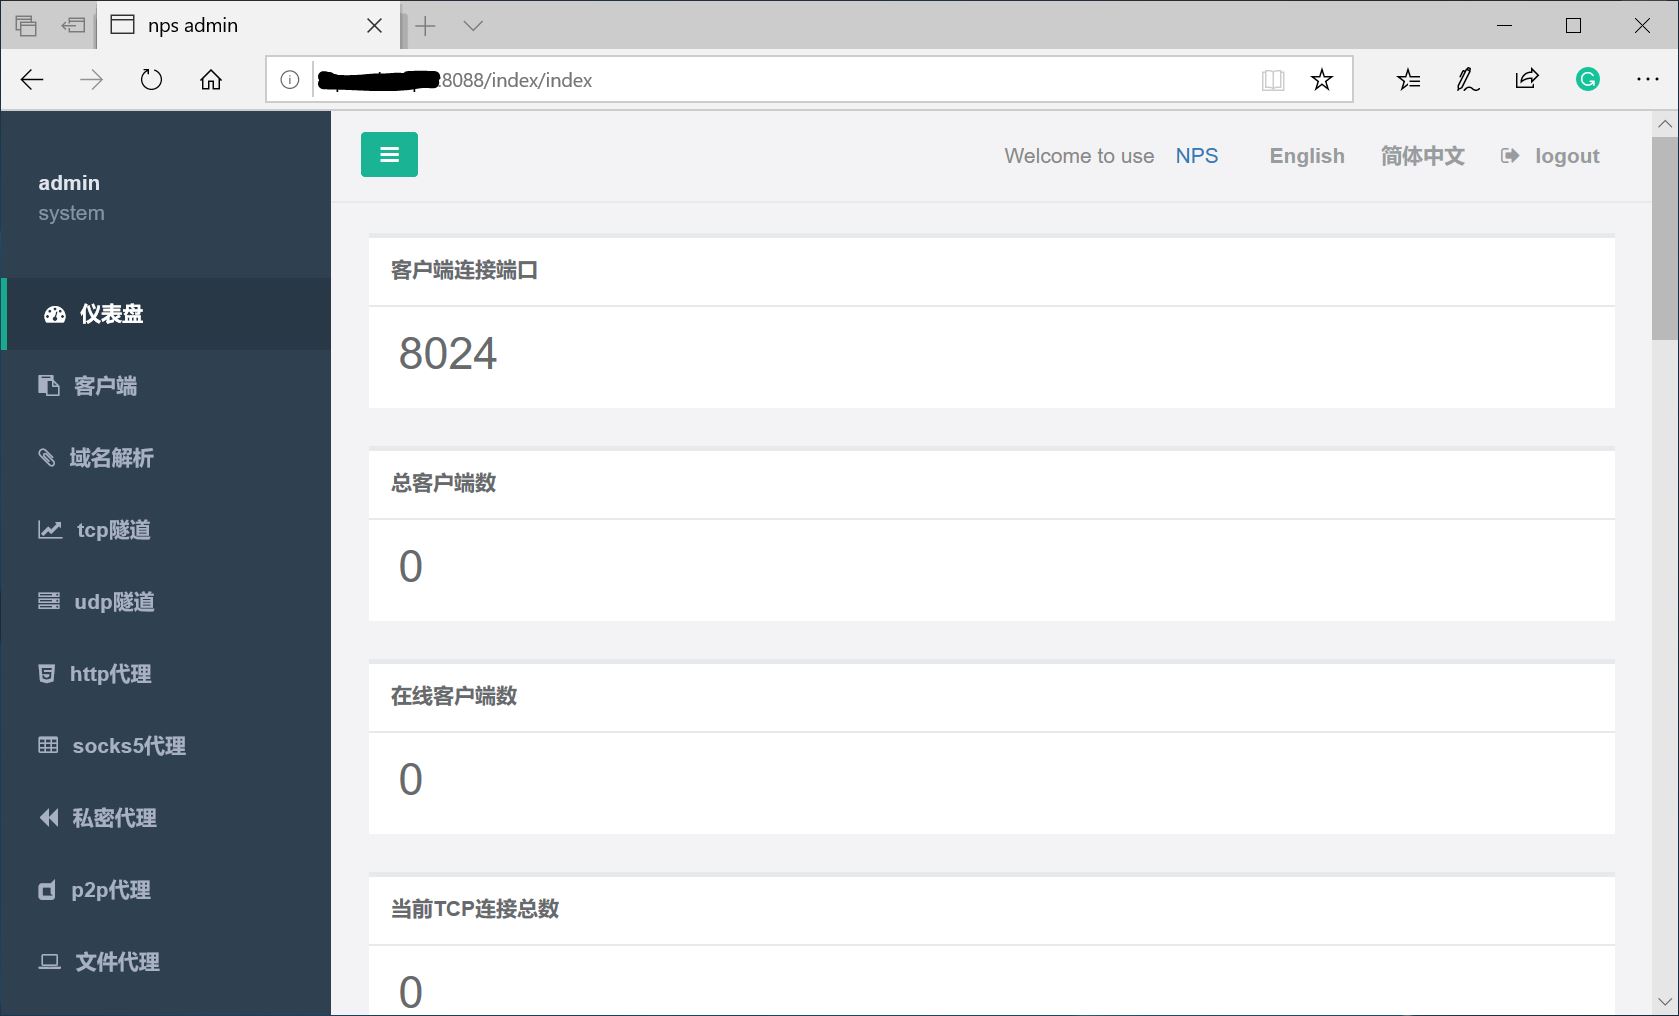 nps admin
8088/index/index
admin
system
仪表盘
客户端
域名解析
tcp隧道
udp隧道
http代理
socks5代理
私密代理
p2p代理
文件代理
Welcome to use NPS English 简体中文 logout
客户端连接端口
8024
总客户端数
0
在线客户端数
0
当前TCP连接总数
0